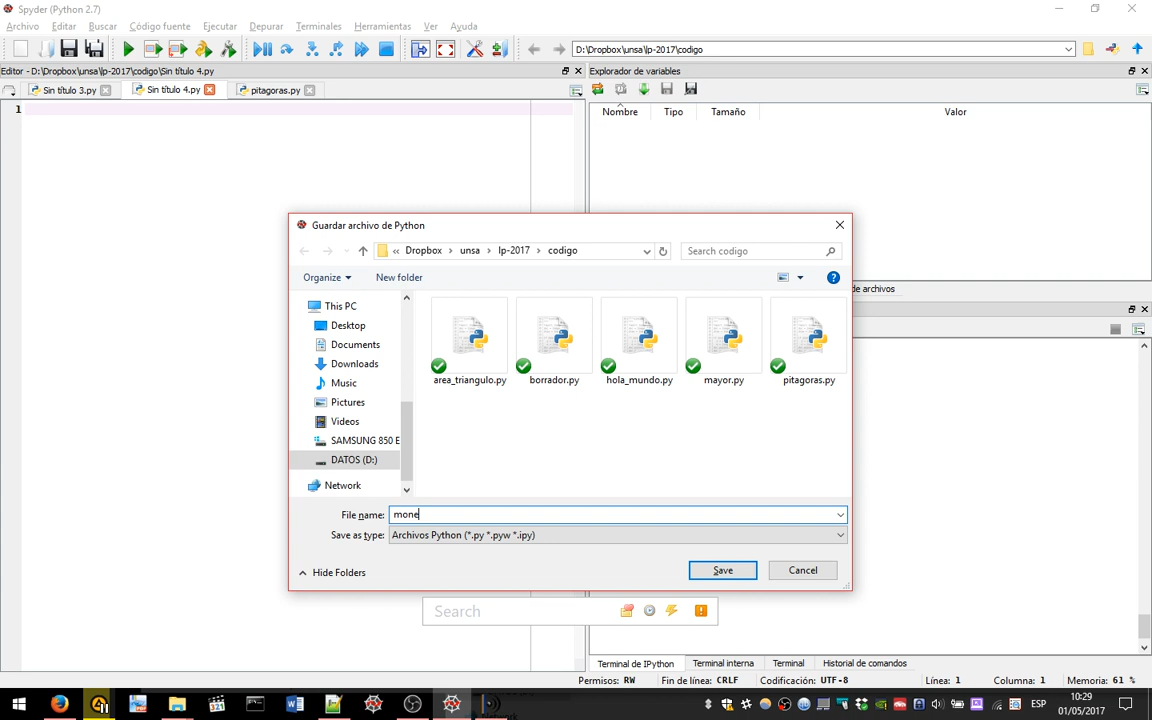 Spyder (Python 2.7)
Archivo Editar Buscar Código fuente Ejecutar Depurar Terminales Herramientas Ver Ayuda
D:\Dropbox\unsa\lp-2017\codigo
Editor - D:\Dropbox\unsa\lp-2017\codigo\Sin título 4.py
Explorador de variables
Sin título 3.py Sin título 4.py pitagoras.py
1
Nombre Tipo Tamaño Valor
Guardar archivo de Python
« Dropbox › unsa › lp-2017 › codigo
Search codigo
Organize New folder
This PC
Desktop
Documents
Downloads
Music
Pictures
Videos
SAMSUNG 850 E
DATOS (D:)
Network
area_triangulo.py borrador.py hola_mundo.py mayor.py pitagoras.py
de archivos
File name: mone
Save as type: Archivos Python (*.py *.pyw *.ipy)
Hide Folders Save Cancel
Search
Terminal de IPython Terminal interna Terminal Historial de comandos
Permisos: RW Fin de línea: CRLF Codificación: UTF-8 Línea: 1 Columna: 1 Memoria: 61 %
321
ESP
10:29
01/05/2017